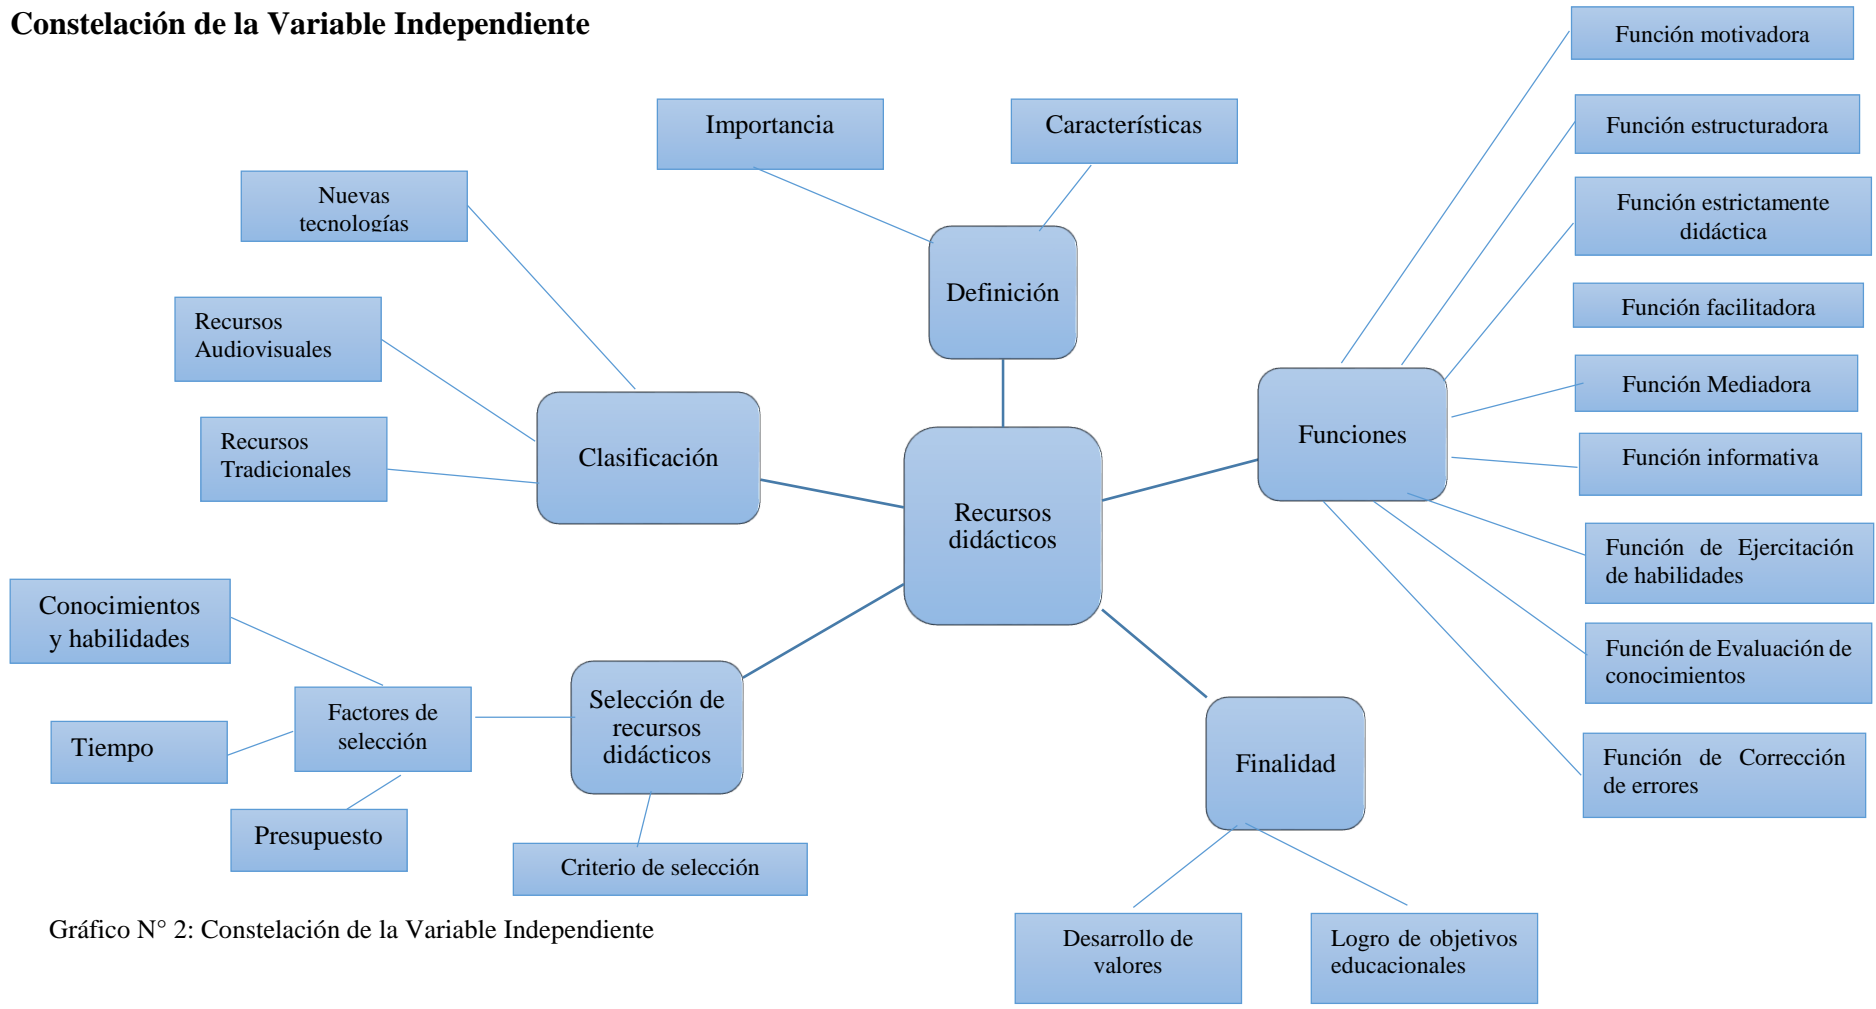 Constelación de la Variable Independiente
Función motivadora
Importancia
Características
Función estructuradora
Nuevas
tecnologías
Función estrictamente
didáctica
Definición
Función facilitadora
Recursos
Audiovisuales
Función Mediadora
Recursos
Tradicionales
Clasificación
Funciones
Función informativa
Recursos
didácticos
Función de Ejercitación
de habilidades
Conocimientos
y habilidades
Función de Evaluación de
conocimientos
Factores de
selección
Selección de
recursos
didácticos
Tiempo
Finalidad
Función de Corrección
de errores
Presupuesto
Criterio de selección
Gráfico N° 2: Constelación de la Variable Independiente
Desarrollo de
valores
Logro de objetivos
educacionales